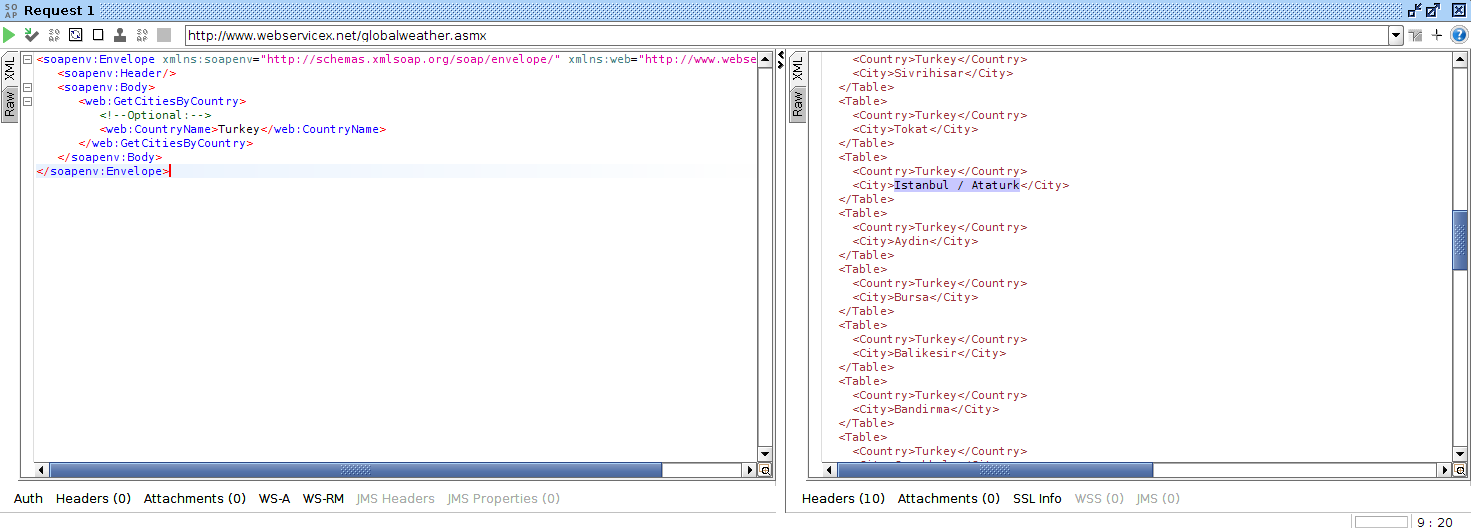 SO AP Request 1
SO AP SO AP
http://www.webservicex.net/globalweather.asmx
XML
Raw
<soapenv:Envelope xmlns:soapenv="http://schemas.xmlsoap.org/soap/envelope/" xmlns:web="http://www.webse
<soapenv:Header/>
<soapenv:Body>
<web:GetCitiesByCountry>
<!--Optional:-->
<web:CountryName>Turkey</web:CountryName>
</web:GetCitiesByCountry>
</soapenv:Body>
</soapenv:Envelope>
XML
Raw
<Country>Turkey</Country>
<City>Sivrihisar</City>
</Table>
<Table>
<Country>Turkey</Country>
<City>Tokat</City>
</Table>
<Table>
<Country>Turkey</Country>
<City>Istanbul / Ataturk</City>
</Table>
<Table>
<Country>Turkey</Country>
<City>Aydin</City>
</Table>
<Table>
<Country>Turkey</Country>
<City>Bursa</City>
</Table>
<Table>
<Country>Turkey</Country>
<City>Balikesir</City>
</Table>
<Table>
<Country>Turkey</Country>
<City>Bandirma</City>
</Table>
<Table>
<Country>Turkey</Country>
Auth Headers (0) Attachments (0) WS-A WS-RM JMS Headers JMS Properties (0)
Headers (10) Attachments (0) SSL Info WSS (0) JMS (0)
9 : 20